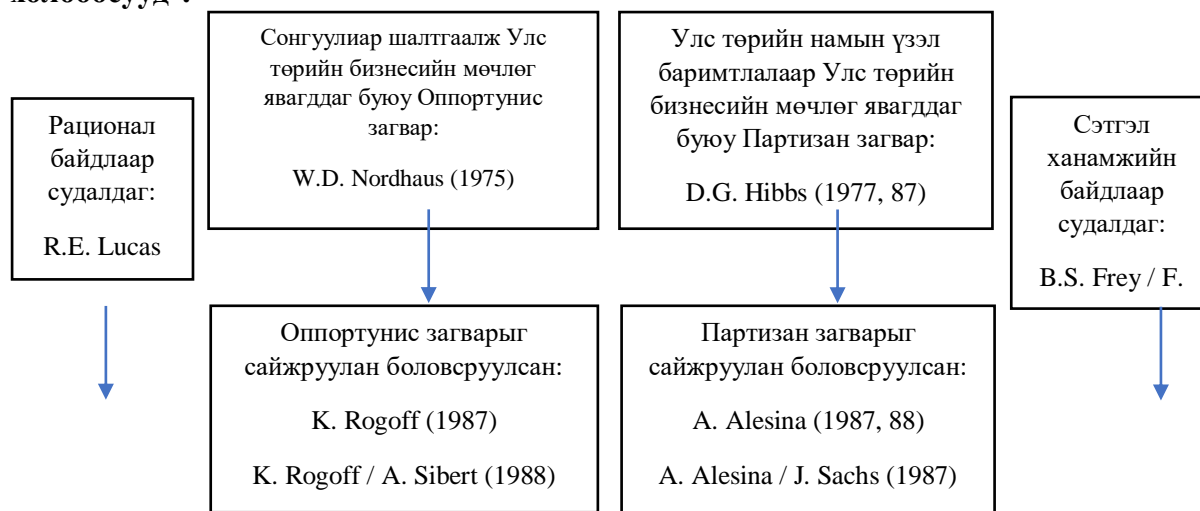 Сонгуулиар шалтгаалж Улс
төрийн бизнесийн мөчлөг
явагддаг буюу Оппортунис
загвар:
W.D. Nordhaus (1975)
Улс төрийн намын үзэл
баримтлалаар Улс төрийн
бизнесийн мөчлөг явагддаг
буюу Партизан загвар:
D.G. Hibbs (1977, 87)
Рационал
байдлаар
судалдаг:
R.E. Lucas
Сэтгэл
ханамжийн
байдлаар
судалдаг:
B.S. Frey / F.
Оппортунис загварыг
сайжруулан боловсруулсан:
K. Rogoff (1987)
K. Rogoff / A. Sibert (1988)
Партизан загварыг
сайжруулан боловсруулсан:
A. Alesina (1987, 88)
A. Alesina / J. Sachs (1987)